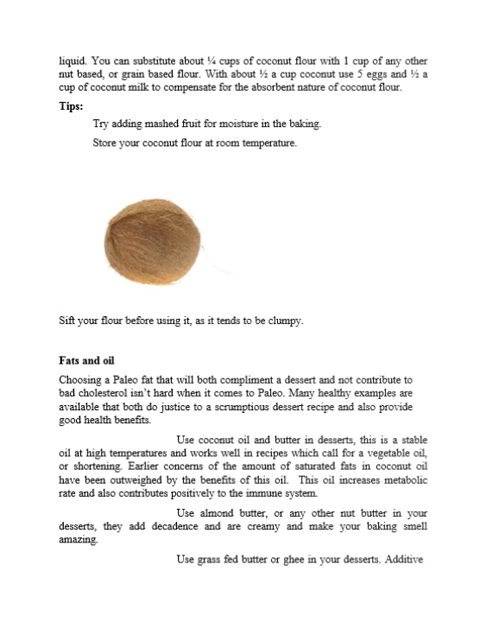 liquid. You can substitute about ¼ cups of coconut flour with 1 cup of any other
nut based, or grain based flour. With about ½ a cup coconut use 5 eggs and ½ a
cup of coconut milk to compensate for the absorbent nature of coconut flour.
Tips:
Try adding mashed fruit for moisture in the baking.
Store your coconut flour at room temperature.
Sift your flour before using it, as it tends to be clumpy.
Fats and oil
Choosing a Paleo fat that will both compliment a dessert and not contribute to
bad cholesterol isn't hard when it comes to Paleo. Many healthy examples are
available that both do justice to a scrumptious dessert recipe and also provide
good health benefits.
Use coconut oil and butter in desserts, this is a stable
oil at high temperatures and works well in recipes which call for a vegetable oil,
or shortening. Earlier concerns of the amount of saturated fats in coconut oil
have been outweighed by the benefits of this oil. This oil increases metabolic
rate and also contributes positively to the immune system.
Use almond butter, or any other nut butter in your
desserts, they add decadence and are creamy and make your baking smell
amazing.
Use grass fed butter or ghee in your desserts. Additive